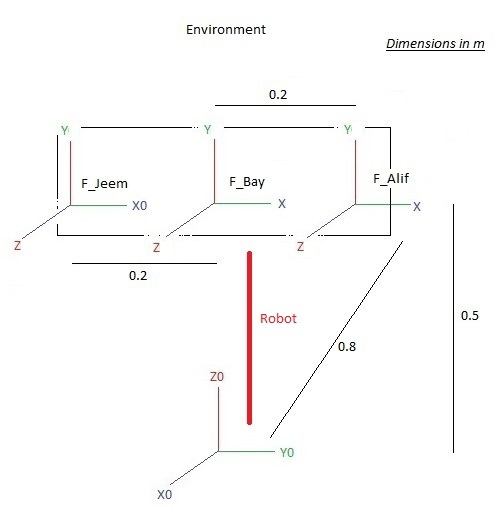 Environment
Dimensions in m
0.2
Y
Y
Y
F_Jeem
F_Bay
F_Alif
X0
X
X
Z
Z
Z
0.2
Robot
0.5
0.8
Z0
Y0
X0